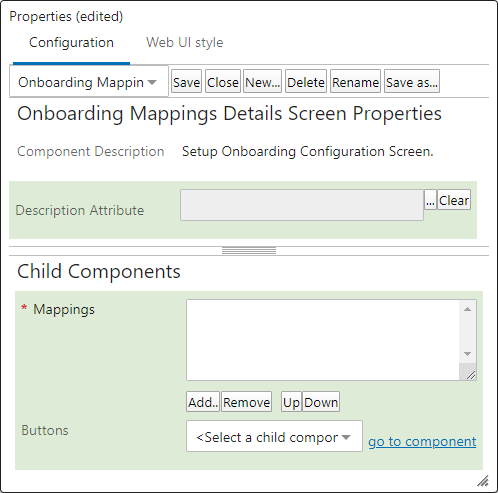 Properties (edited)
Configuration Web UI style
Onboarding Mappin Save Close New... Delete Rename Save as...
Onboarding Mappings Details Screen Properties
Component Description Setup Onboarding Configuration Screen.
Description Attribute ... Clear
Child Components
* Mappings
Add.. Remove Up Down
Buttons <Select a child compor go to component